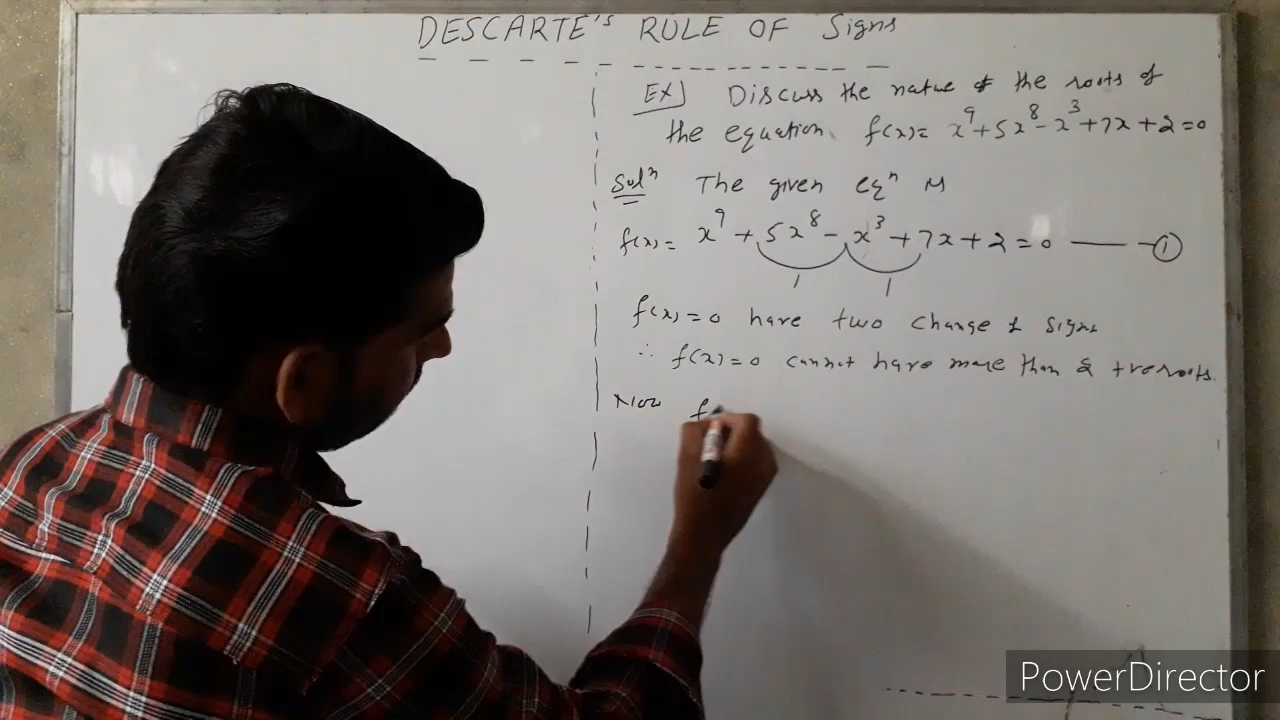 DESCARTE's RULE OF Signs
EX] Discuss the nature of the roots of
the equation f(x)= x⁹+5x⁸-x³+7x+2=0
Solⁿ The given eqⁿ is
f(x)= x⁹+5x⁸-x³+7x+2=0 —— ①
1 1
f(x)=0 have two change of signs
∴ f(x)=0 cannot have more than 2 +ve roots.
Now f
PowerDirector